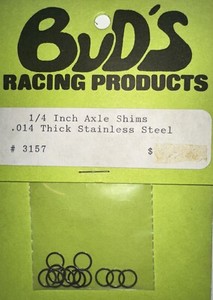 BuD'S
RACING PRODUCTS
1/4 Inch Axle Shims
.014 Thick Stainless Steel
# 3157 $